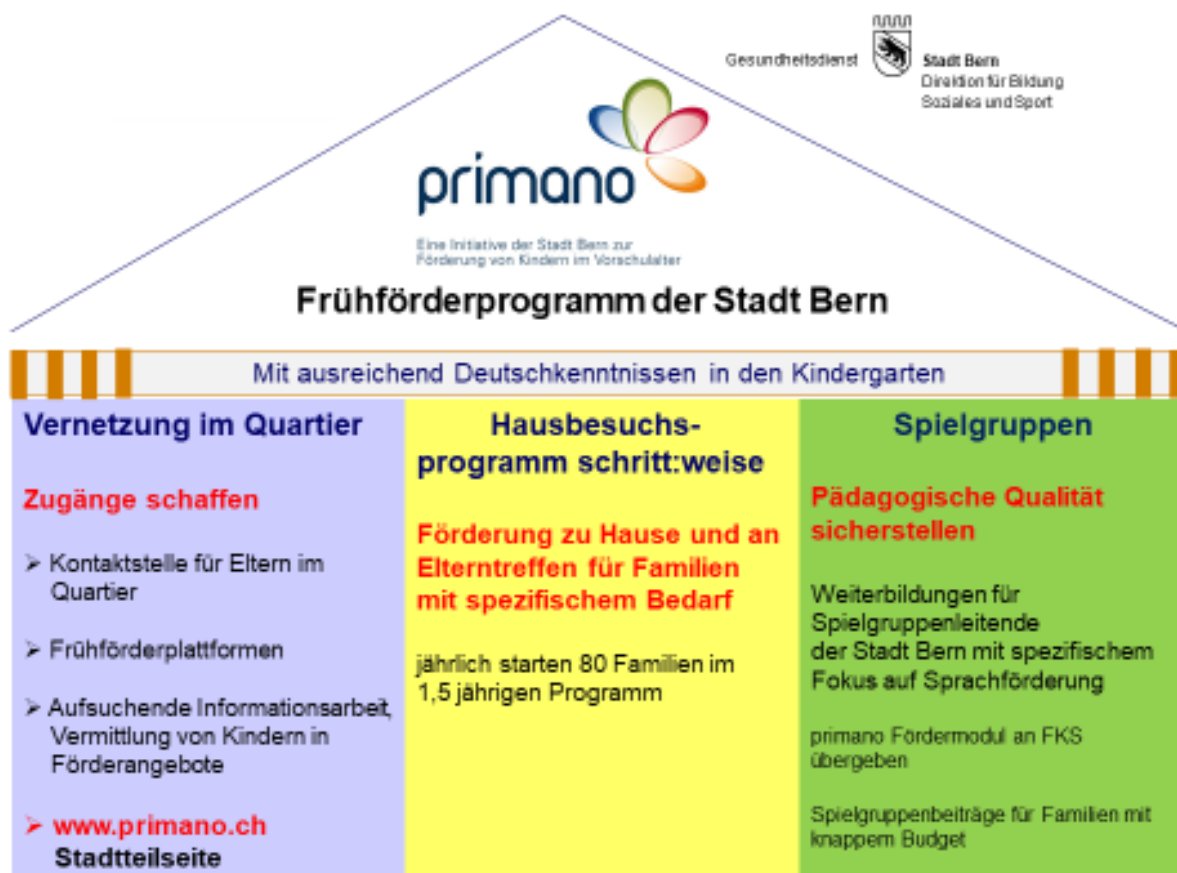 Gesundheitsdienst
Stadt Bern
Direktion für Bildung
Soziales und Sport
primano
Eine Initiative der Stadt Bern zur
Förderung von Kindern im Vorschulalter
Frühförderprogramm der Stadt Bern
Mit ausreichend Deutschkenntnissen in den Kindergarten
Vernetzung im Quartier
Zugänge schaffen
➢ Kontaktstelle für Eltern im
Quartier
➢ Frühförderplattformen
➢ Aufsuchende Informationsarbeit,
Vermittlung von Kindern in
Förderangebote
➢ www.primano.ch
Stadtteilseite
Hausbesuchs-
programm schritt:weise
Förderung zu Hause und an
Elterntreffen für Familien
mit spezifischem Bedarf
jährlich starten 80 Familien im
1,5 jährigen Programm
Spielgruppen
Pädagogische Qualität
sicherstellen
Weiterbildungen für
Spielgruppenleitende
der Stadt Bern mit spezifischem
Fokus auf Sprachförderung
primano Fördermodul an FKS
übergeben
Spielgruppenbeiträge für Familien mit
knappem Budget